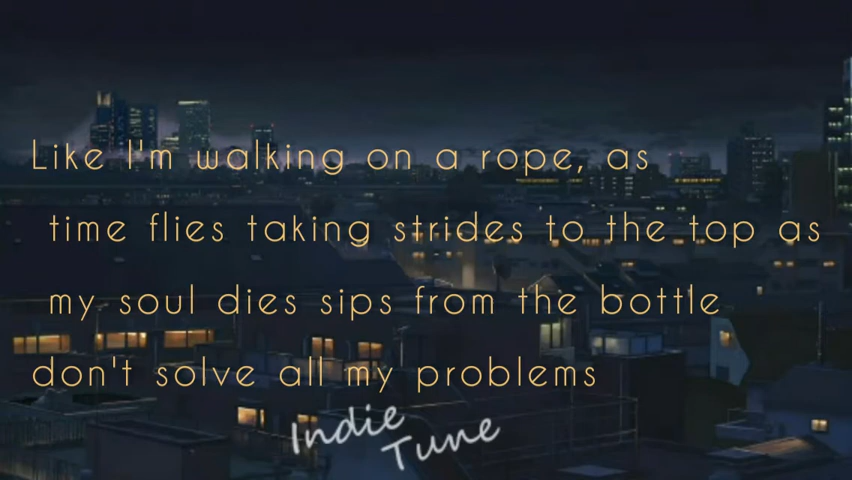 Like I'm walking on a rope, as
time flies taking strides to the top as
my soul dies sips from the bottle
don't solve all my problems
Indie
Tune